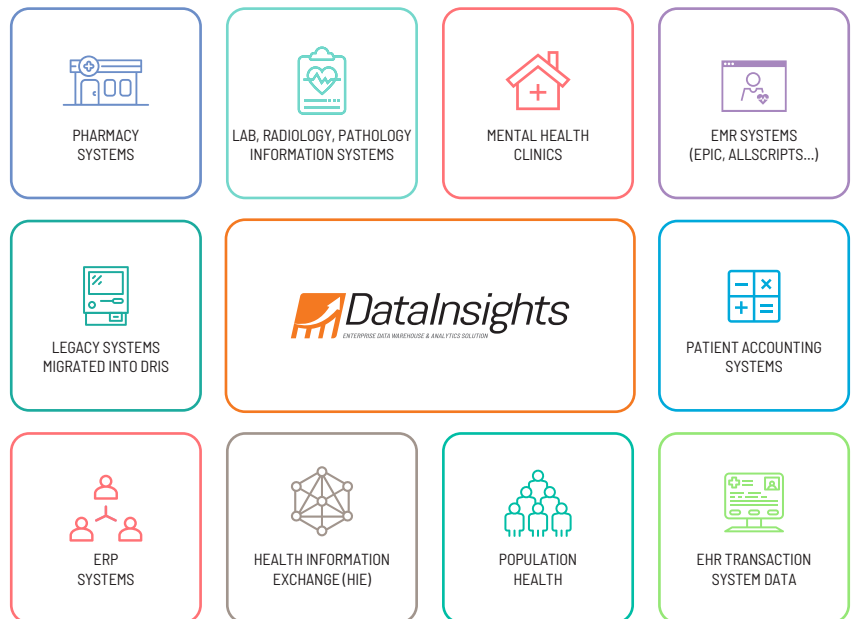 PHARMACY
SYSTEMS
LAB, RADIOLOGY, PATHOLOGY
INFORMATION SYSTEMS
MENTAL HEALTH
CLINICS
EMR SYSTEMS
(EPIC, ALLSCRIPTS...)
LEGACY SYSTEMS
MIGRATED INTO DRIS
DataInsights
ENTERPRISE DATA WAREHOUSE & ANALYTICS SOLUTION
PATIENT ACCOUNTING
SYSTEMS
ERP
SYSTEMS
HEALTH INFORMATION
EXCHANGE (HIE)
POPULATION
HEALTH
EHR TRANSACTION
SYSTEM DATA